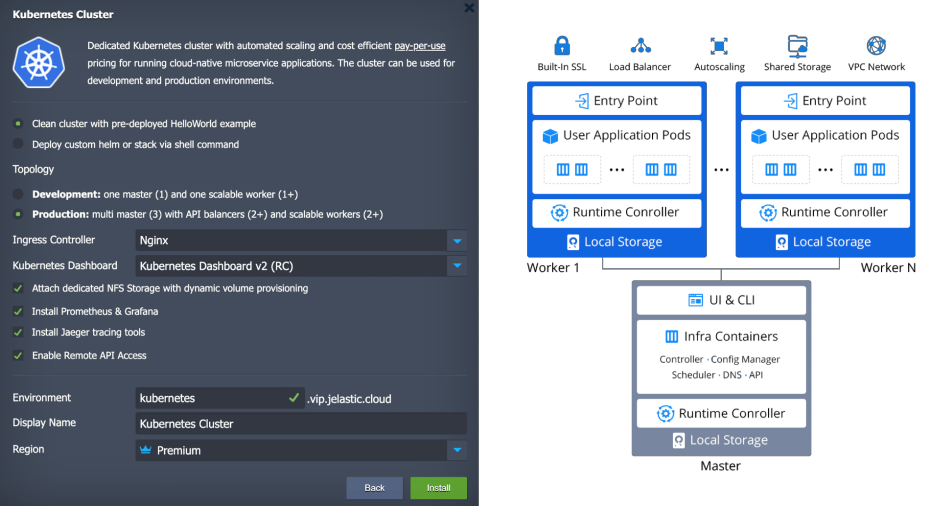 Kubernetes Cluster
Dedicated Kubernetes cluster with automated scaling and cost efficient pay-per-use
pricing for running cloud-native microservice applications. The cluster can be used for
development and production environments.
Clean cluster with pre-deployed HelloWorld example
Deploy custom helm or stack via shell command
Topology
Development: one master (1) and one scalable worker (1+)
Production: multi master (3) with API balancers (2+) and scalable workers (2+)
Ingress Controller Nginx
Kubernetes Dashboard Kubernetes Dashboard v2 (RC)
Attach dedicated NFS Storage with dynamic volume provisioning
Install Prometheus & Grafana
Install Jaeger tracing tools
Enable Remote API Access
Environment kubernetes .vip.jelastic.cloud
Display Name Kubernetes Cluster
Region Premium
Back Install
Built-In SSL Load Balancer Autoscaling Shared Storage VPC Network
Entry Point Entry Point
User Application Pods User Application Pods
... ... ...
Runtime Conroller Runtime Conroller
Local Storage Local Storage
Worker 1 Worker N
UI & CLI
Infra Containers
Controller · Config Manager
Scheduler · DNS · API
Runtime Conroller
Local Storage
Master